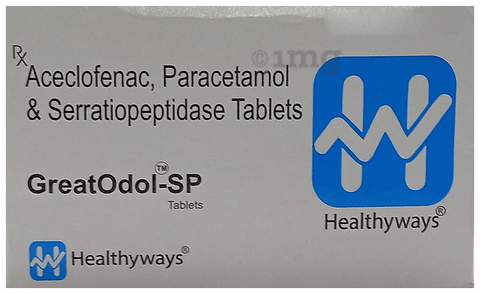 ©1mg
Rx
Aceclofenac, Paracetamol
& Serratiopeptidase Tablets
GreatOdol-SP™
Tablets
Healthyways®
Healthyways®